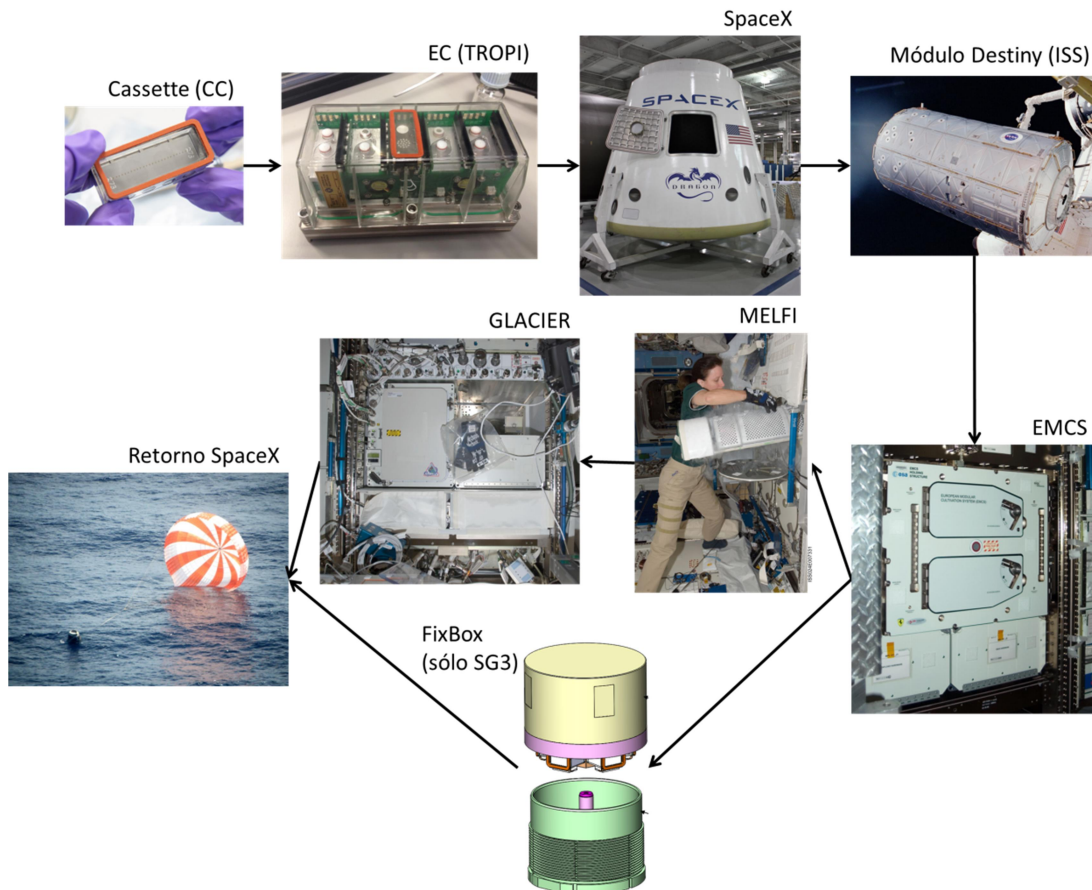 SpaceX
EC (TROPI)
Módulo Destiny (ISS)
Cassette (CC)
SPACEX
DRAGON
MELFI
GLACIER
EMCS
Retorno SpaceX
esa
EUROPEAN MODULAR
CULTIVATION SYSTEM (EMCS)
FixBox
(sólo SG3)